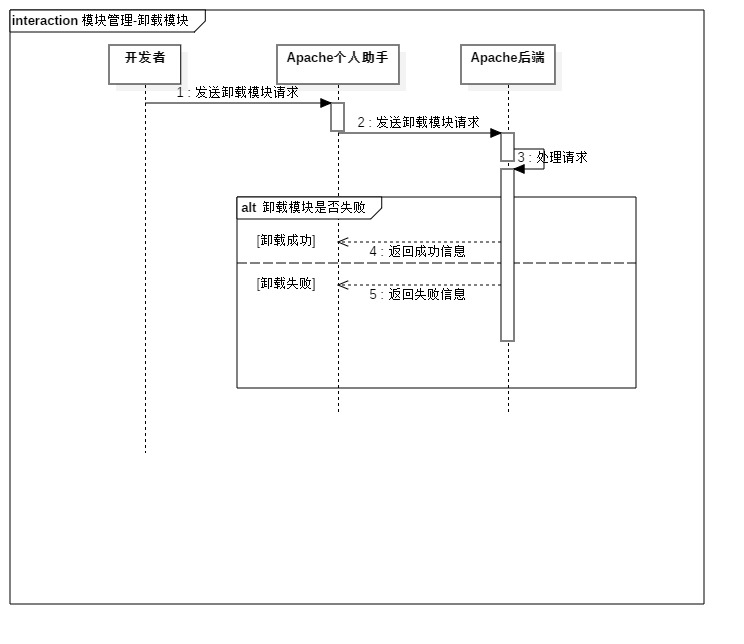 interaction 模块管理-卸载模块
开发者
Apache个人助手
Apache后端
1 : 发送卸载模块请求
2 : 发送卸载模块请求
3 : 处理请求
alt 卸载模块是否失败
[卸载成功]
4 : 返回成功信息
[卸载失败]
5 : 返回失败信息